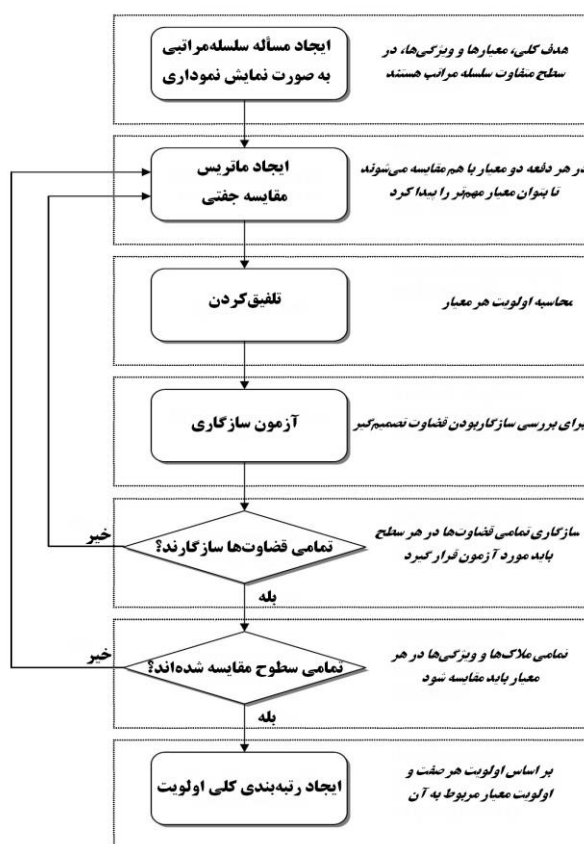 ایجاد مسأله سلسله‌مراتبی
به صورت نمایش نموداری
هدف کلی، معیارها و ویژگی‌ها، در
سطح متفاوت سلسله مراتب هستند
ایجاد ماتریس
مقایسه جفتی
در هر دفعه دو معیار با هم مقایسه می‌شوند
تا بتوان معیار مهم‌تر را پیدا کرد
تلفیق‌کردن
محاسبه اولویت هر معیار
آزمون سازگاری
برای بررسی سازگاربودن قضاوت تصمیم‌گیر
تمامی قضاوت‌ها سازگارند؟
خیر
بله
سازگاری تمامی قضاوت‌ها در هر سطح
باید مورد آزمون قرار گیرد
تمامی سطوح مقایسه شده‌اند؟
خیر
بله
تمامی ملاک‌ها و ویژگی‌ها در هر
معیار باید مقایسه شود
ایجاد رتبه‌بندی کلی اولویت
بر اساس اولویت هر صفت و
اولویت معیار مربوط به آن